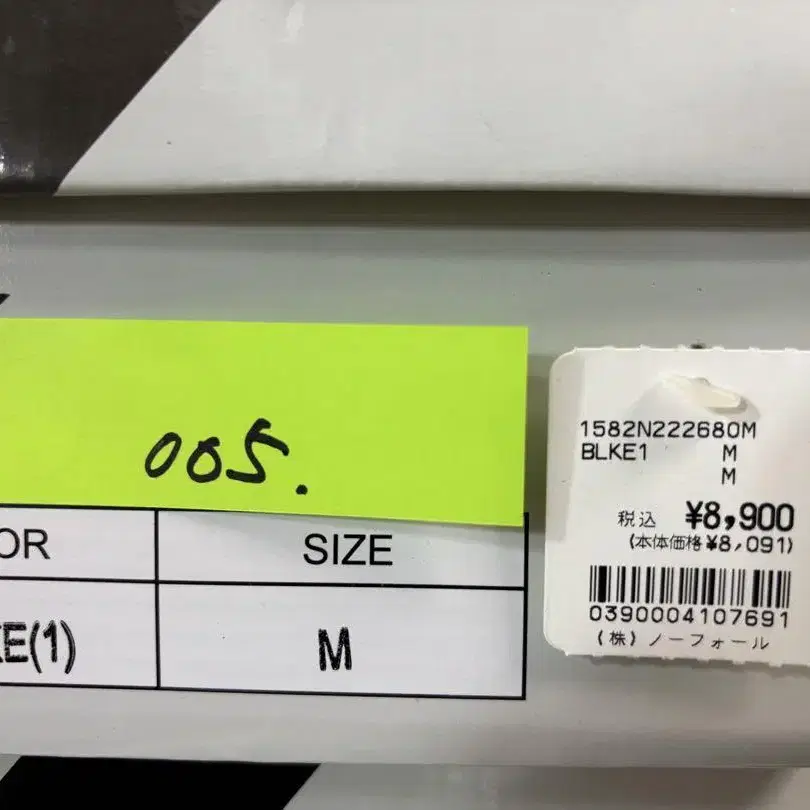 005.
OR
SIZE
KE(1)
M
1582N222680M
BLKE1 M
M
税込 ¥8,900
(本体価格¥8,091)
0390004107691
(株)ノーフォール